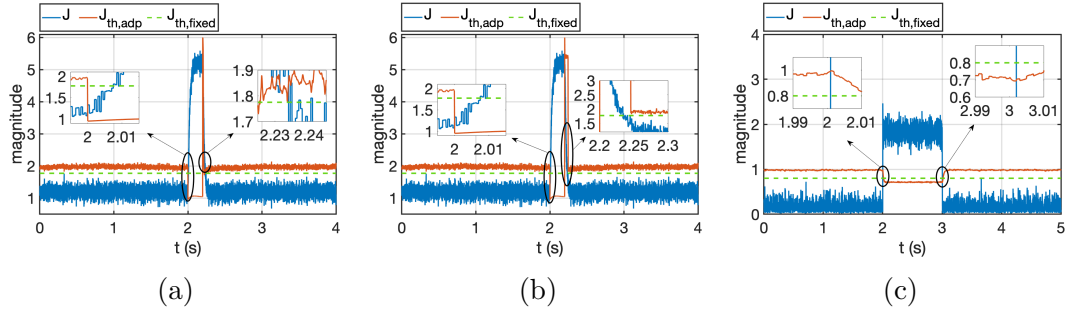 J J_th,adp J_th,fixed
6
5
4
3
2
1
magnitude
0 1 2 3 4
t (s)
2
1.5
1
2 2.01
1.9
1.8
1.7
2.23 2.24
(a)
J J_th,adp J_th,fixed
6
5
4
3
2
1
magnitude
0 1 2 3 4
t (s)
2
1.5
1
2 2.01
3
2.5
2
1.5
2.2 2.25 2.3
(b)
J J_th,adp J_th,fixed
4
3
2
1
0
magnitude
0 1 2 3 4 5
t (s)
1
0.8
1.99 2 2.01
0.8
0.7
0.6
2.99 3 3.01
(c)